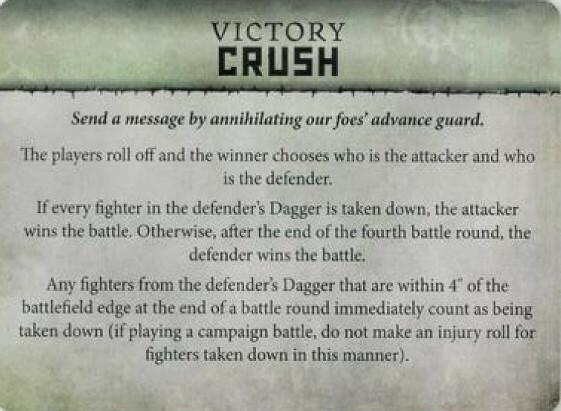 VICTORY
CRUSH
Send a message by annihilating our foes' advance guard.
The players roll off and the winner chooses who is the attacker and who
is the defender.
If every fighter in the defender's Dagger is taken down, the attacker
wins the battle. Otherwise, after the end of the fourth battle round, the
defender wins the battle.
Any fighters from the defender's Dagger that are within 4" of the
battlefield edge at the end of a battle round immediately count as being
taken down (if playing a campaign battle, do not make an injury roll for
fighters taken down in this manner).